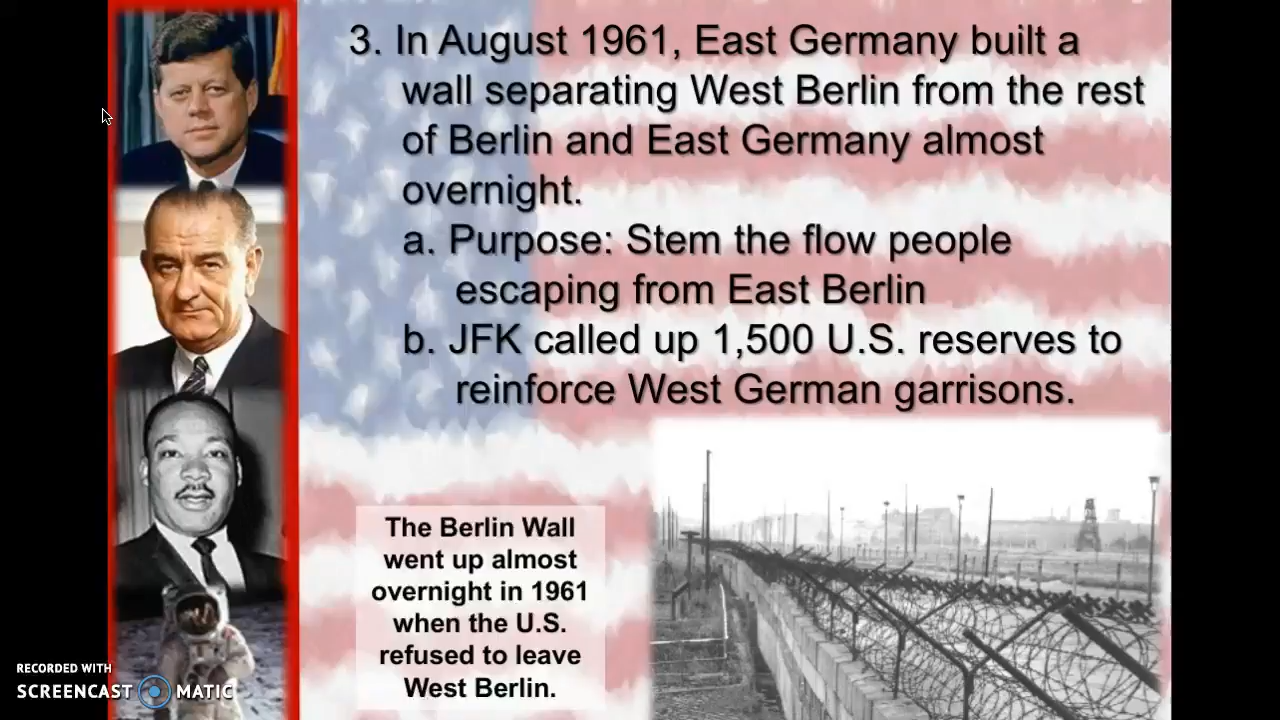 3. In August 1961, East Germany built a
wall separating West Berlin from the rest
of Berlin and East Germany almost
overnight.
a. Purpose: Stem the flow people
escaping from East Berlin
b. JFK called up 1,500 U.S. reserves to
reinforce West German garrisons.
The Berlin Wall
went up almost
overnight in 1961
when the U.S.
refused to leave
West Berlin.
RECORDED WITH
SCREENCAST MATIC